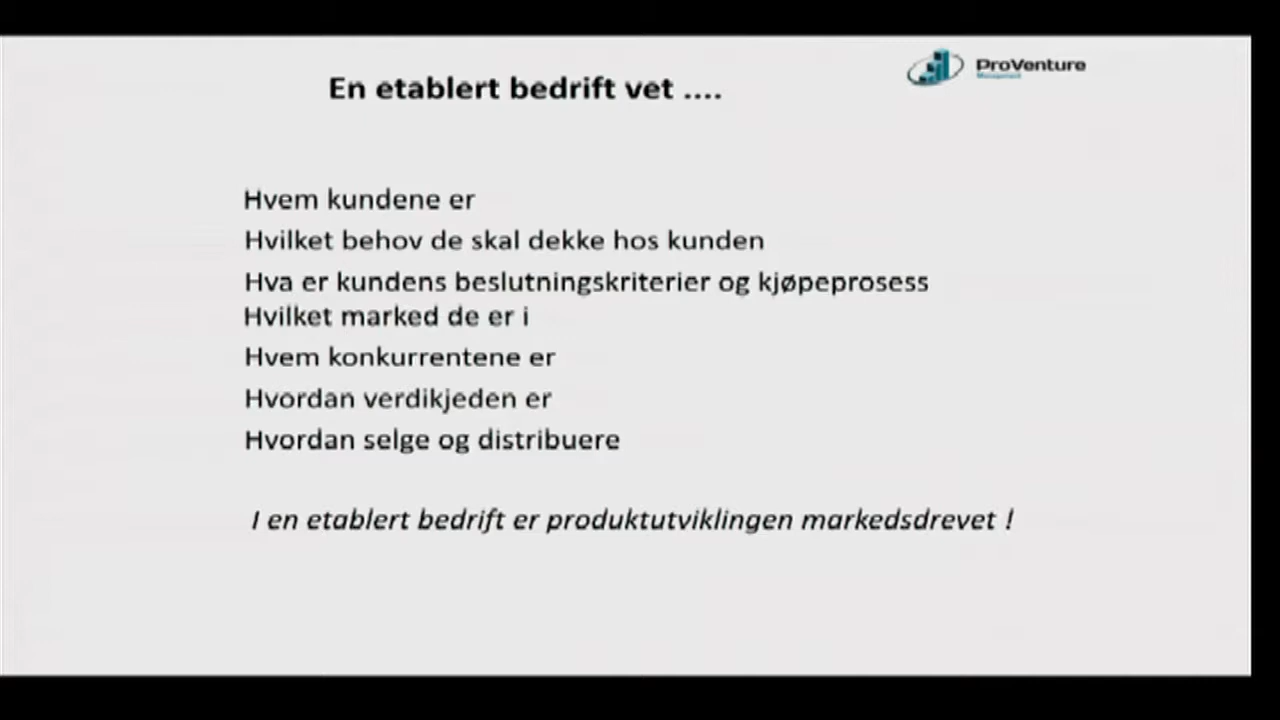 ProVenture
Management
En etablert bedrift vet ....
Hvem kundene er
Hvilket behov de skal dekke hos kunden
Hva er kundens beslutningskriterier og kjøpeprosess
Hvilket marked de er i
Hvem konkurrentene er
Hvordan verdikjeden er
Hvordan selge og distribuere
I en etablert bedrift er produktutviklingen markedsdrevet !